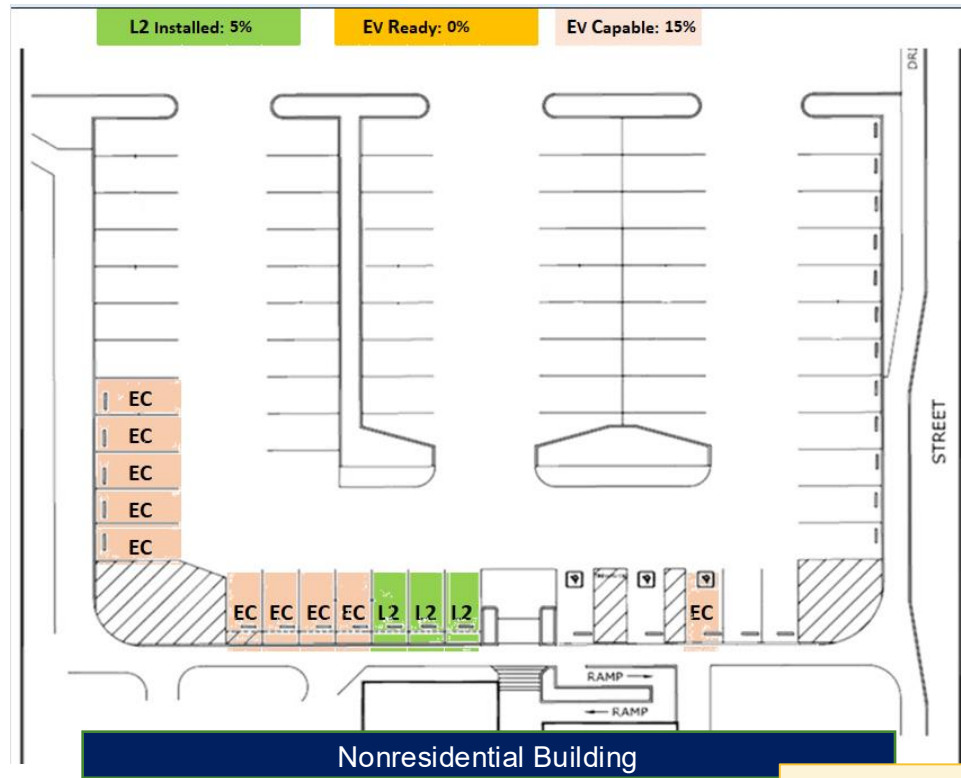 L2 Installed: 5%
EV Ready: 0%
EV Capable: 15%
DRI
EC
EC
EC
EC
EC
EC EC EC EC L2 L2 L2
EC
STREET
RAMP
RAMP
Nonresidential Building